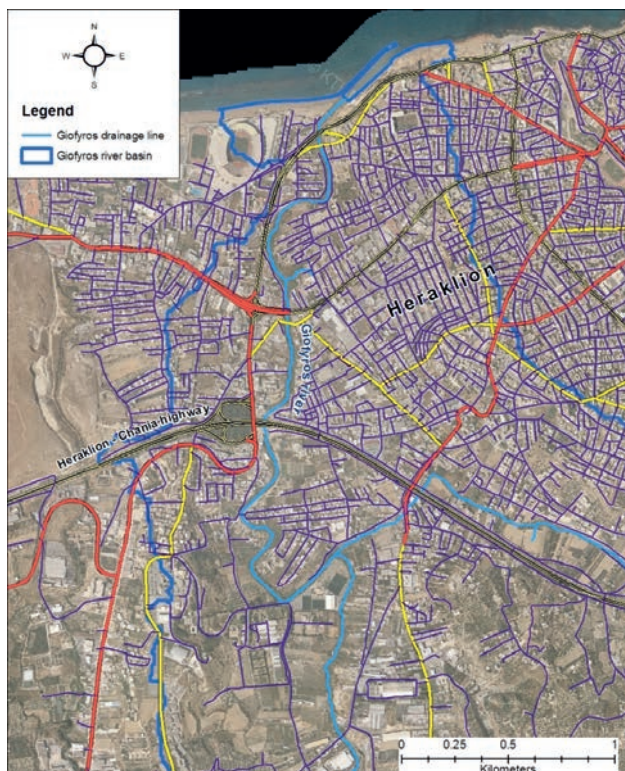 N
W E
S
Legend
Giofyros drainage line
Giofyros river basin
Heraklion
Giofyros river
Heraklion - Chania-highway
0 0.25 0.5 1
Kilometers